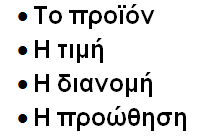 • Το προϊόν
• Η τιμή
• Η διανομή
• Η προώθηση